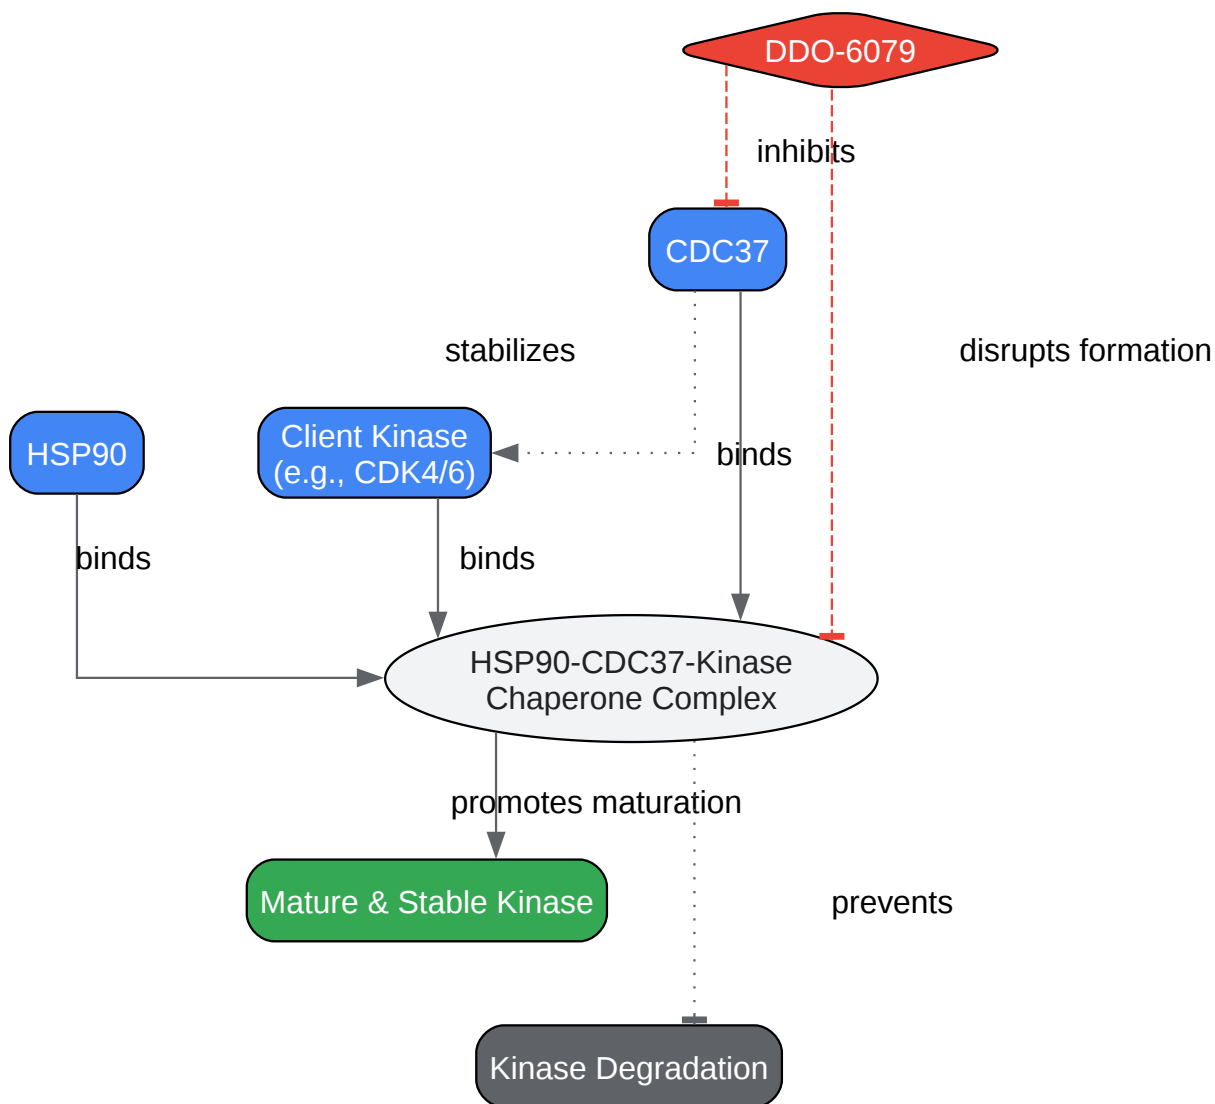 DDO-6079
inhibits
CDC37
stabilizes
disrupts formation
HSP90
Client Kinase
(e.g., CDK4/6)
binds
binds
binds
HSP90-CDC37-Kinase
Chaperone Complex
promotes maturation
Mature & Stable Kinase
prevents
Kinase Degradation